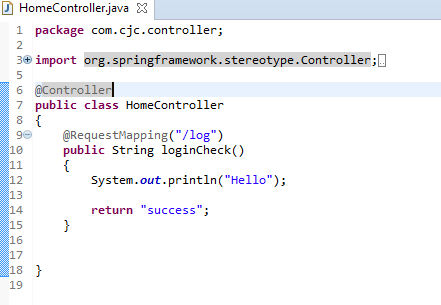 HomeController.java
1 package com.cjc.controller;
2
3 import org.springframework.stereotype.Controller;
5
6 @Controller
7 public class HomeController
8 {
9 @RequestMapping("/log")
10 public String loginCheck()
11 {
12 System.out.println("Hello");
13
14 return "success";
15 }
16
17
18 }
19